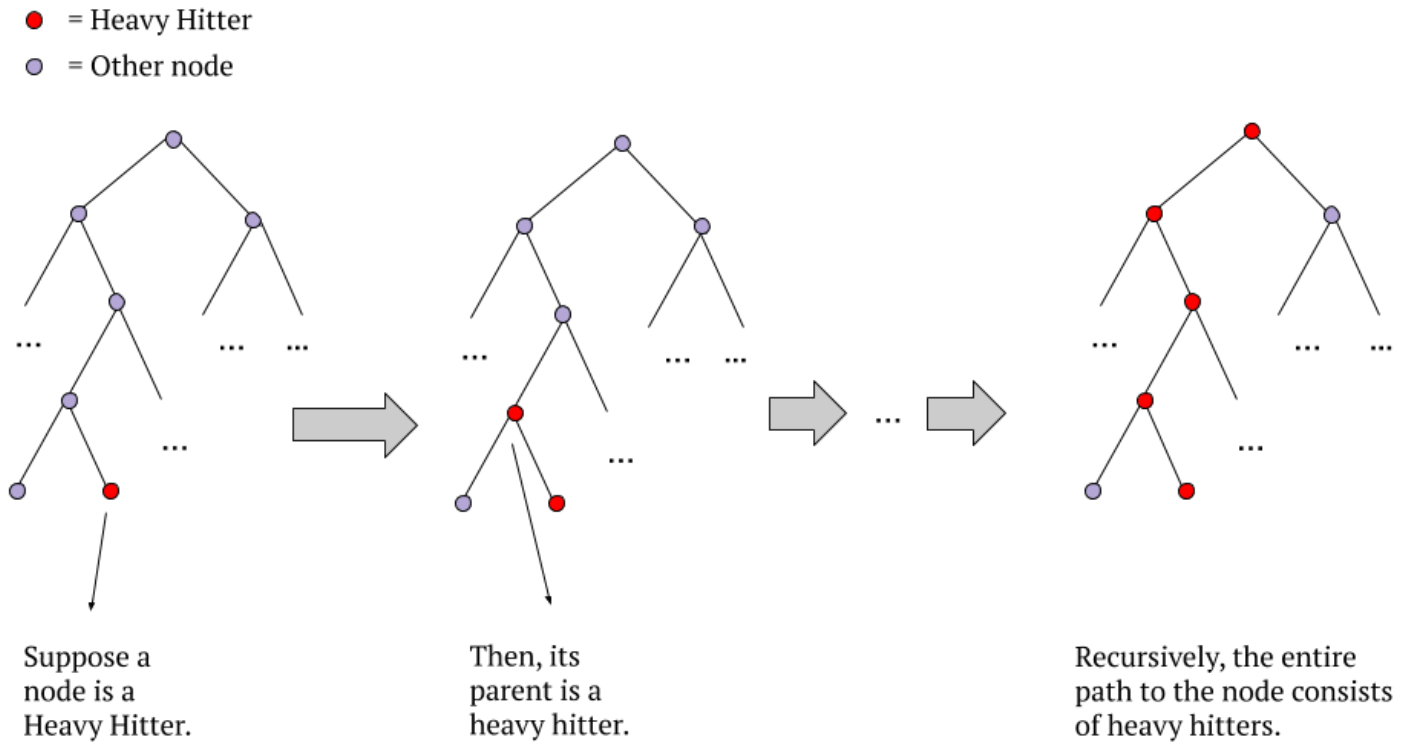 = Heavy Hitter
= Other node
...
...
...
...
...
...
...
...
...
...
...
...
...
Suppose a
node is a
Heavy Hitter.
Then, its
parent is a
heavy hitter.
Recursively, the entire
path to the node consists
of heavy hitters.